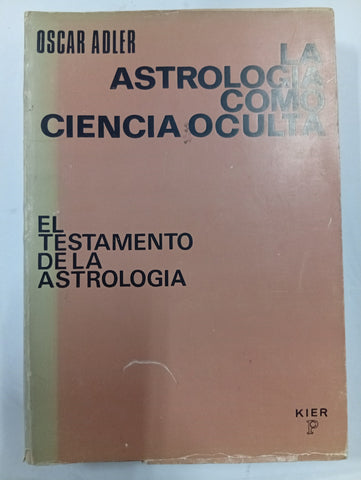 OSCAR ADLER
LA
ASTROLOGIA
COMO
CIENCIA OCULTA
EL
TESTAMENTO
DE LA
ASTROLOGIA
KIER